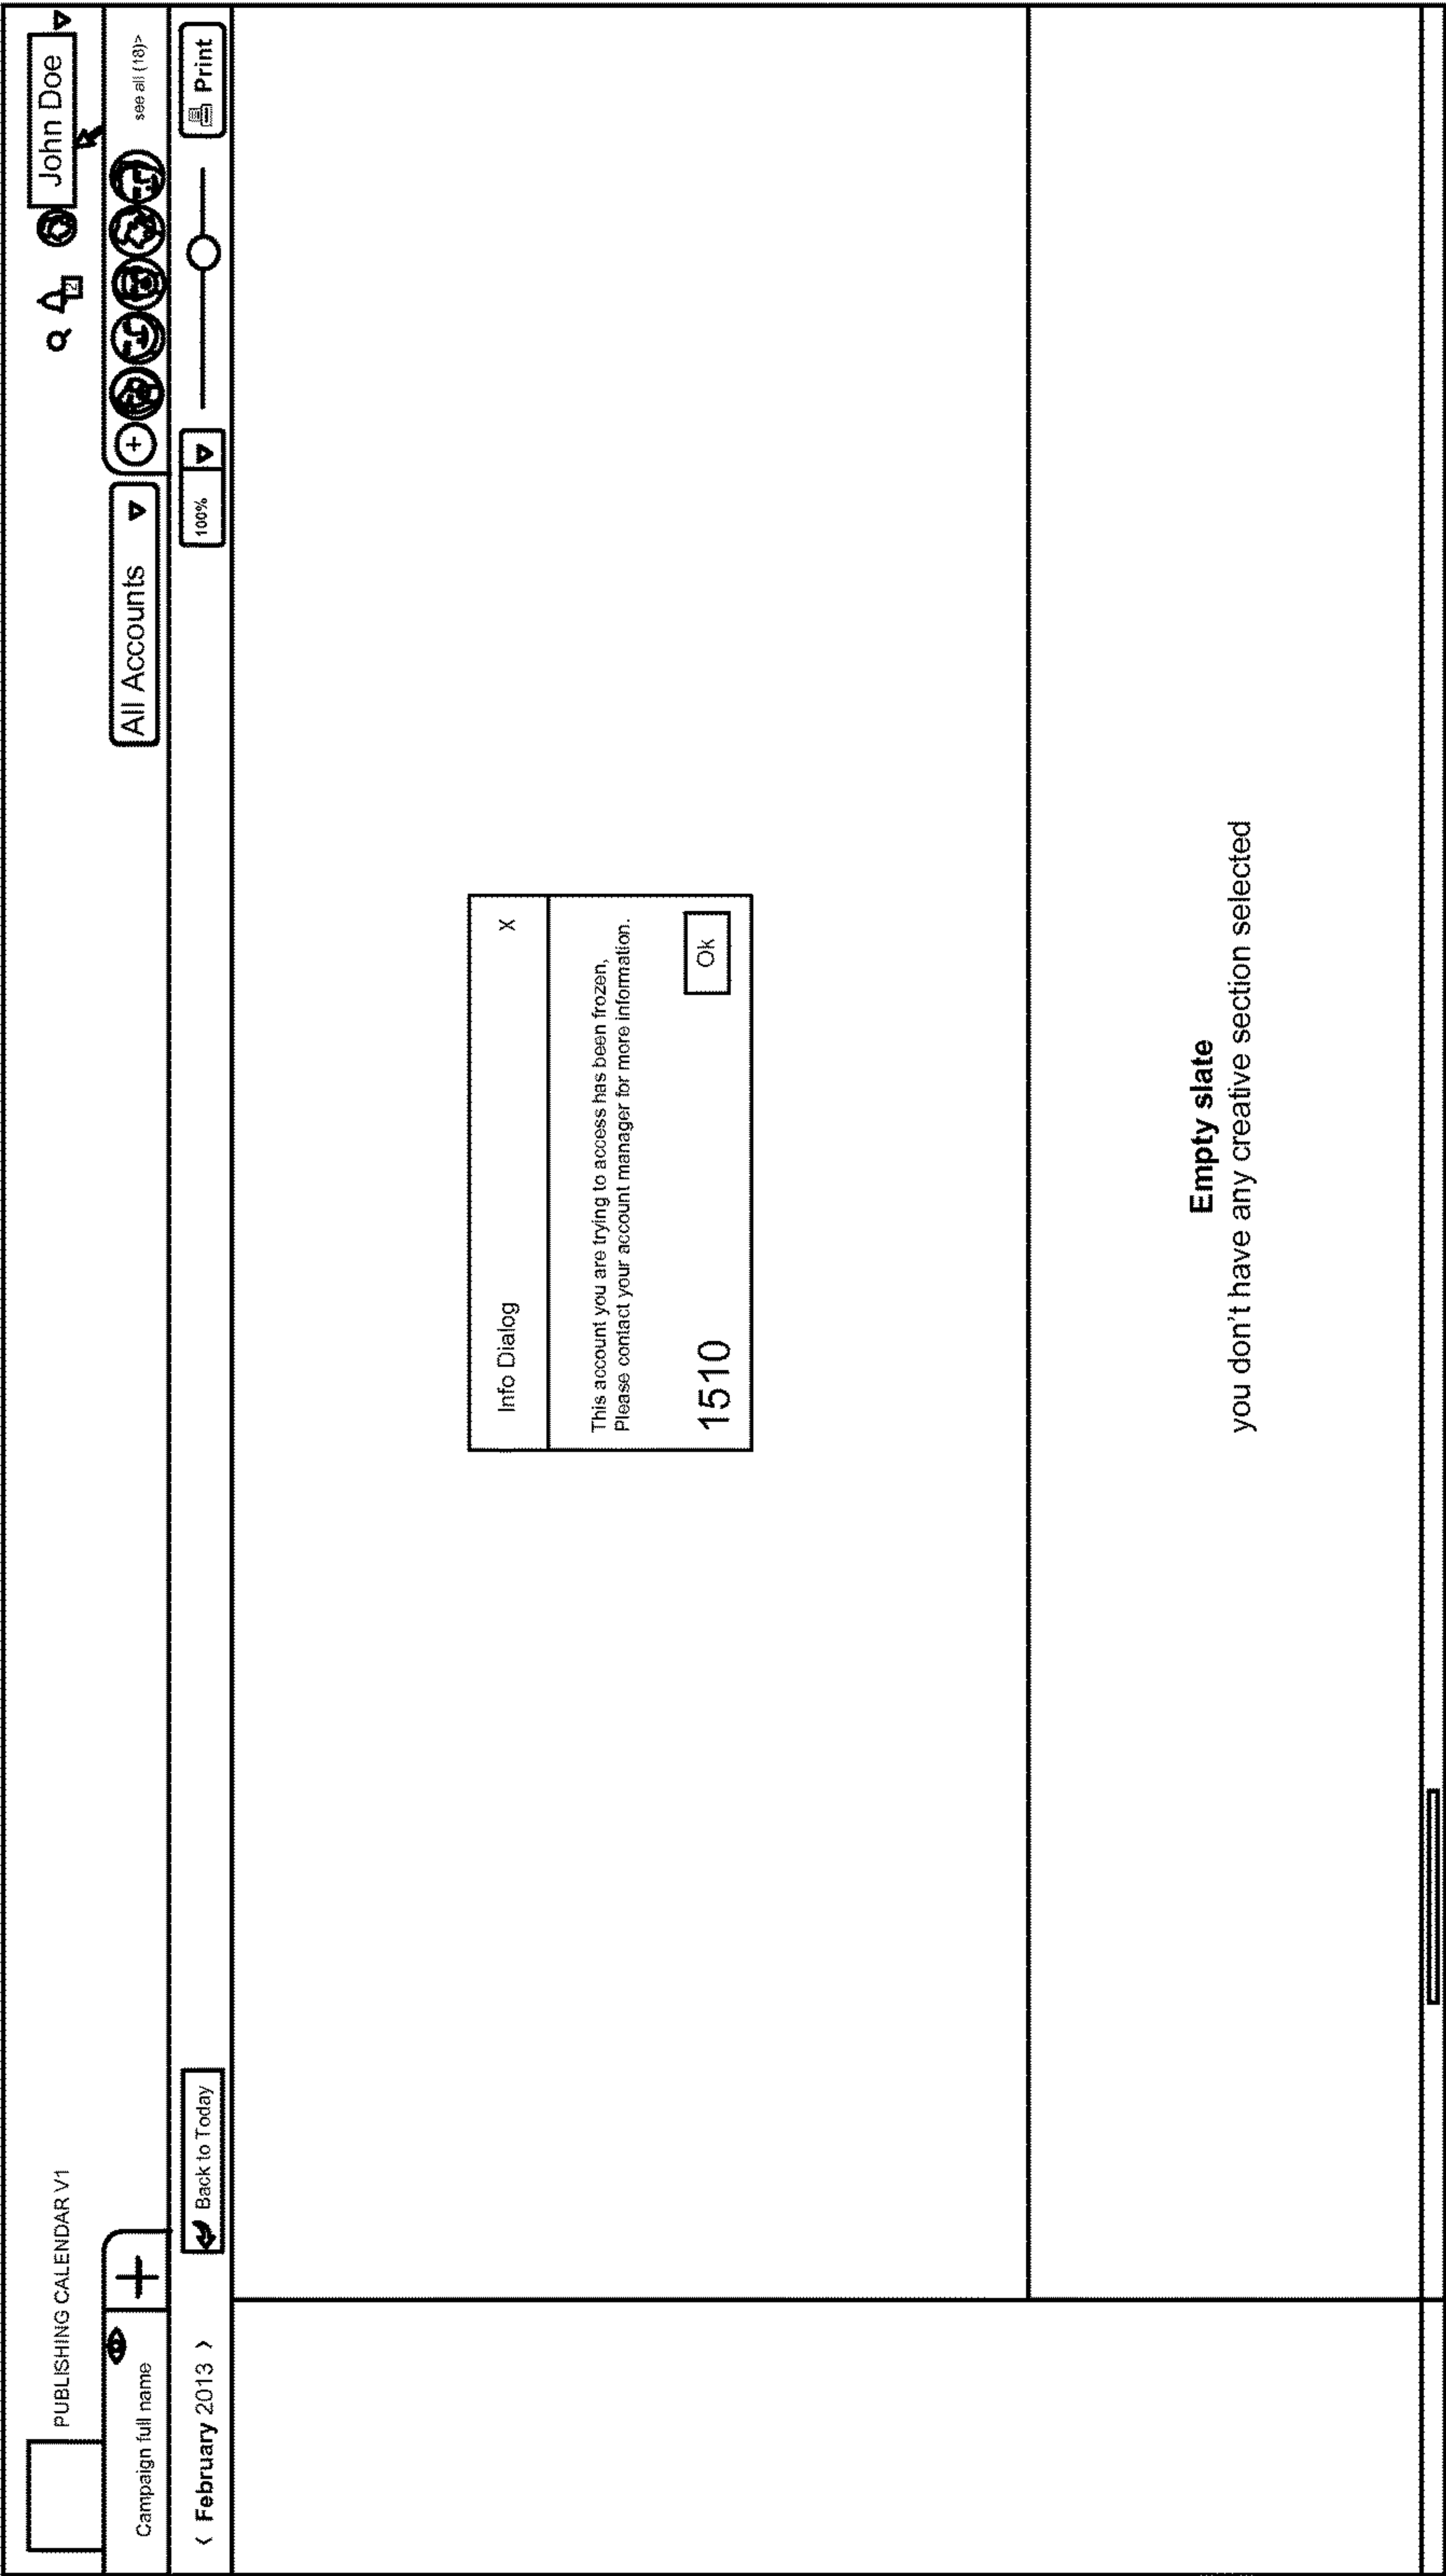 PUBLISHING CALENDAR V1
2
John Doe
Campaign full name
+
All Accounts
+
see all (18)>
< February 2013 >
Back to Today
100%
Print
Info Dialog X
This account you are trying to access has been frozen,
Please contact your account manager for more information.
1510
Ok
Empty slate
you don't have any creative section selected